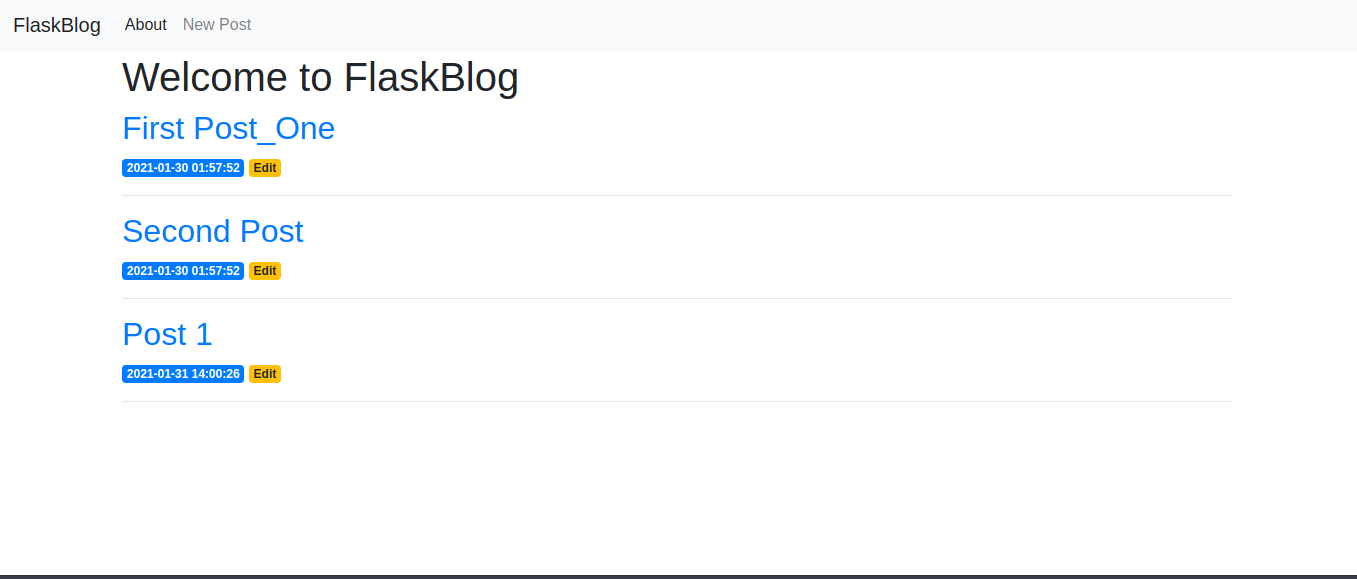 FlaskBlog About New Post
Welcome to FlaskBlog
First Post_One
2021-01-30 01:57:52 Edit
Second Post
2021-01-30 01:57:52 Edit
Post 1
2021-01-31 14:00:26 Edit